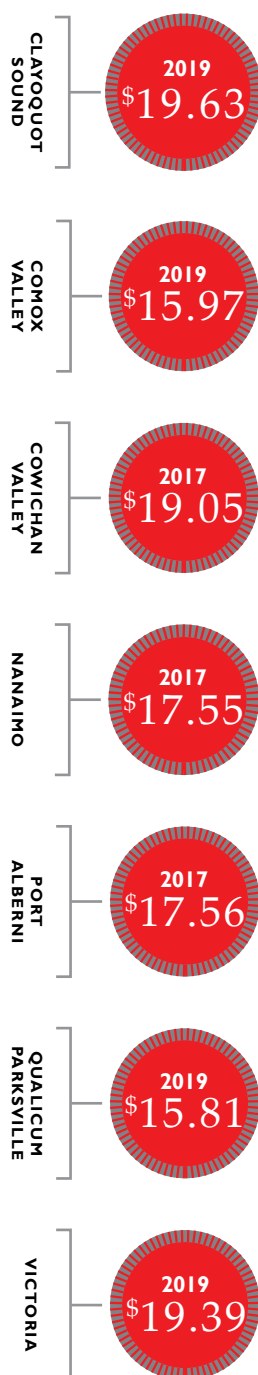 CLAYOQUOT
SOUND
2019
$19.63
COMOX
VALLEY
2019
$15.97
COWICHAN
VALLEY
2017
$19.05
NANAIMO
2017
$17.55
PORT
ALBERNI
2017
$17.56
QUALICUM
PARKSVILLE
2019
$15.81
VICTORIA
2019
$19.39